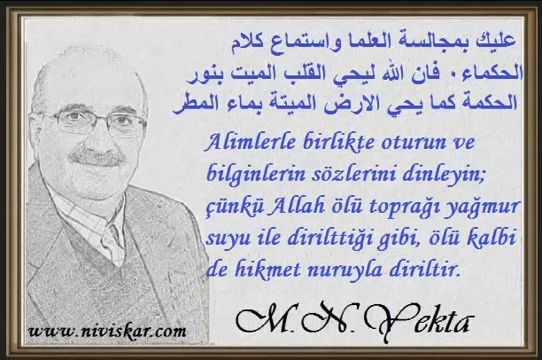 عليك بمجالسة العلما واستماع كلام
الحكماء٠ فان الله ليحي القلب الميت بنور
الحكمة كما يحي الارض الميتة بماء المطر
Alimlerle birlikte oturun ve
bilginlerin sözlerini dinleyin;
çünkü Allah ölü toprağı yağmur
suyu ile dirilttiği gibi, ölü kalbi
de hikmet nuruyla diriltir.
M.N.Yekta
www.niviskar.com